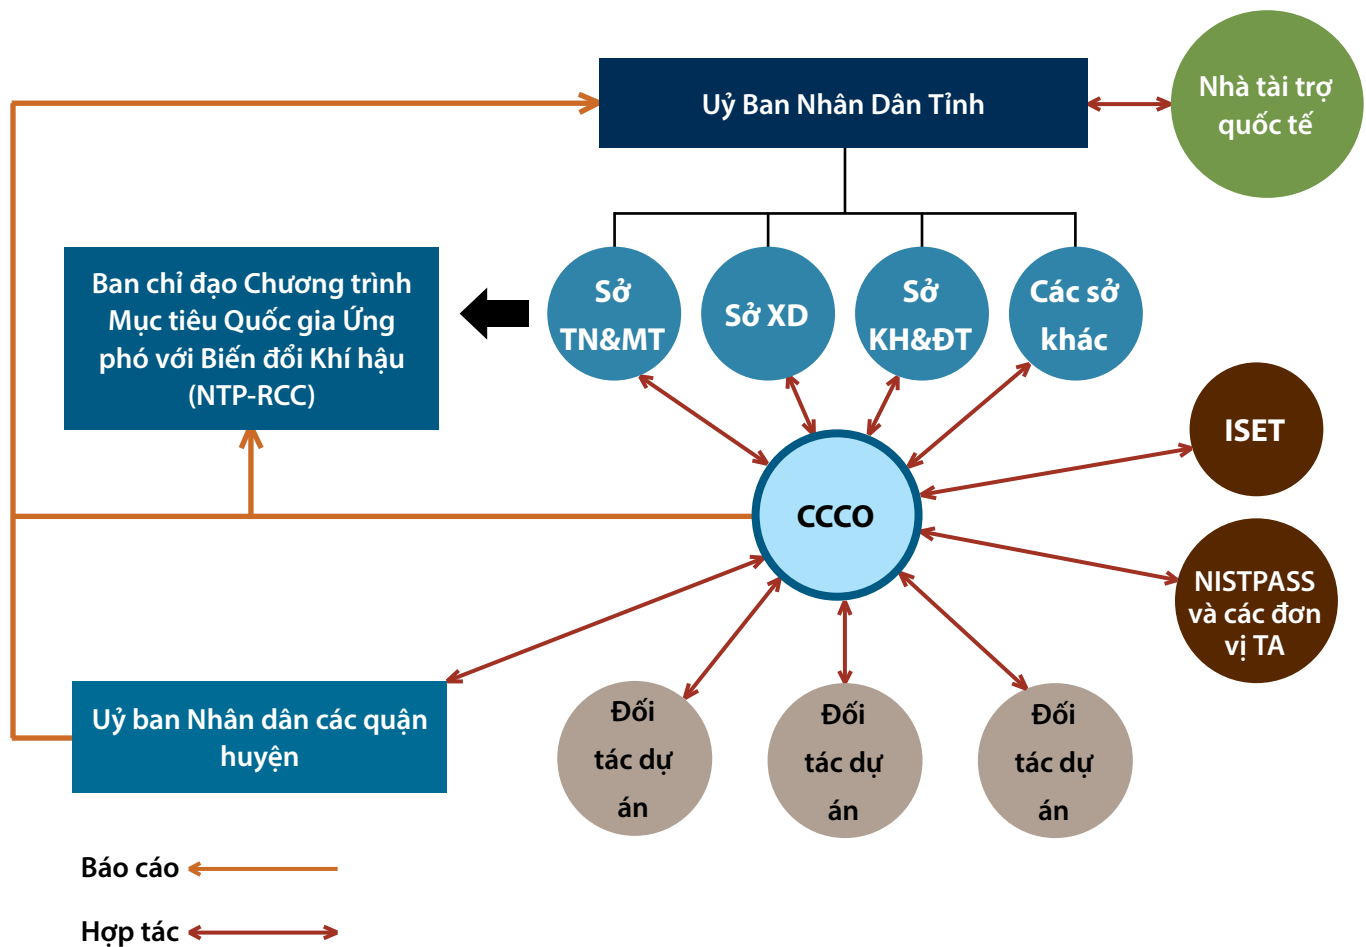 Uỷ Ban Nhân Dân Tỉnh
Nhà tài trợ
quốc tế
Ban chỉ đạo Chương trình
Mục tiêu Quốc gia Ứng
phó với Biến đổi Khí hậu
(NTP-RCC)
Sở
TN&MT
Sở XD
Sở
KH&ĐT
Các sở
khác
ISET
CCCO
NISTPASS
và các đơn
vị TA
Uỷ ban Nhân dân các quận
huyện
Đối
tác dự
án
Đối
tác dự
án
Đối
tác dự
án
Báo cáo
Hợp tác